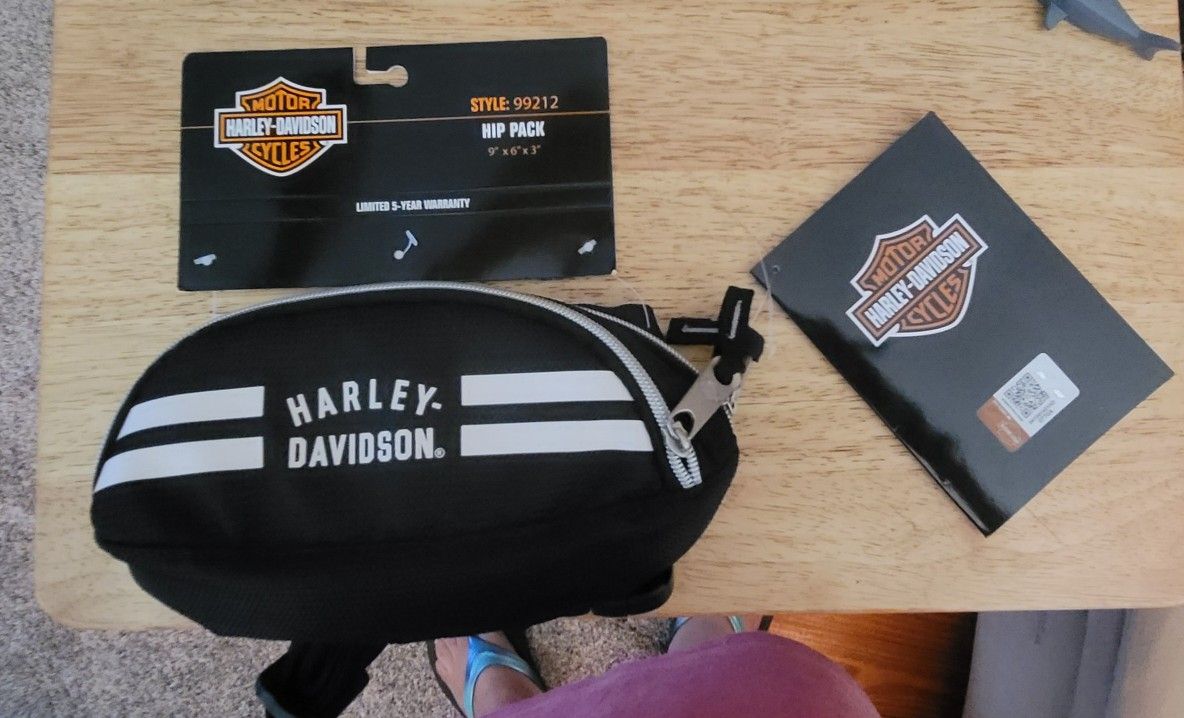 MOTOR
HARLEY-DAVIDSON
CYCLES
STYLE: 99212
HIP PACK
9" x 6" x 3"
LIMITED 5-YEAR WARRANTY
HARLEY-
DAVIDSON®
MOTOR
HARLEY-DAVIDSON
CYCLES